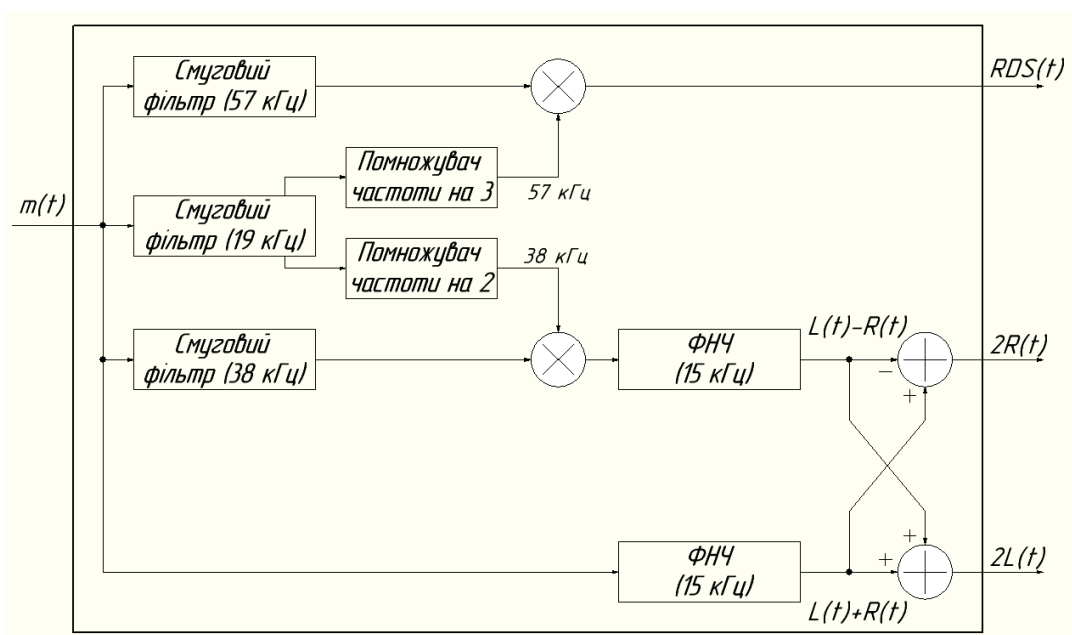 Смуговий
фільтр (57 кГц)
RDS(t)
Помножувач
частоти на 3
57 кГц
m(t)
Смуговий
фільтр (19 кГц)
Помножувач
частоти на 2
38 кГц
Смуговий
фільтр (38 кГц)
ФНЧ
(15 кГц)
L(t)−R(t)
−
+
2R(t)
ФНЧ
(15 кГц)
+
+
2L(t)
L(t)+R(t)